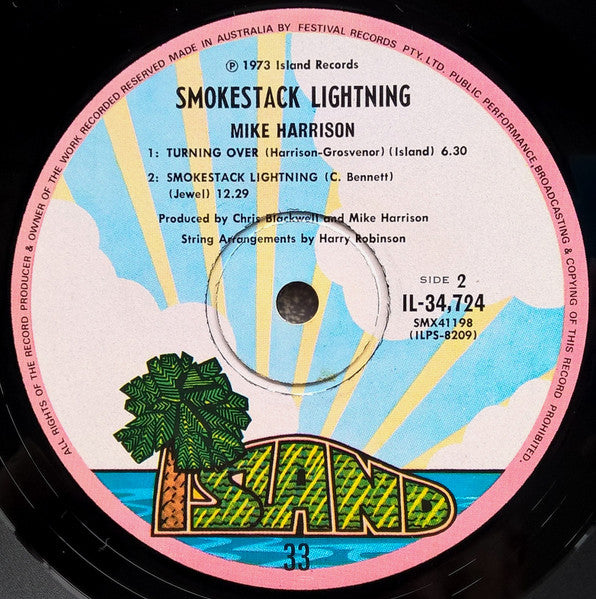 ALL RIGHTS OF THE RECORD PRODUCER & OWNER OF THE WORK RECORDED RESERVED MADE IN AUSTRALIA BY FESTIVAL RECORDS PTY. LTD. PUBLIC PERFORMANCE, BROADCASTING & COPYING OF THIS RECORD PROHIBITED.
℗ 1973 Island Records
SMOKESTACK LIGHTNING
MIKE HARRISON
1: TURNING OVER (Harrison-Grosvenor) (Island) 6.30
2: SMOKESTACK LIGHTNING (C. Bennett)
(Jewel) 12.29
Produced by Chris Blackwell and Mike Harrison
String Arrangements by Harry Robinson
SIDE 2
IL-34,724
SMX41198
(ILPS-8209)
ISLAND
33